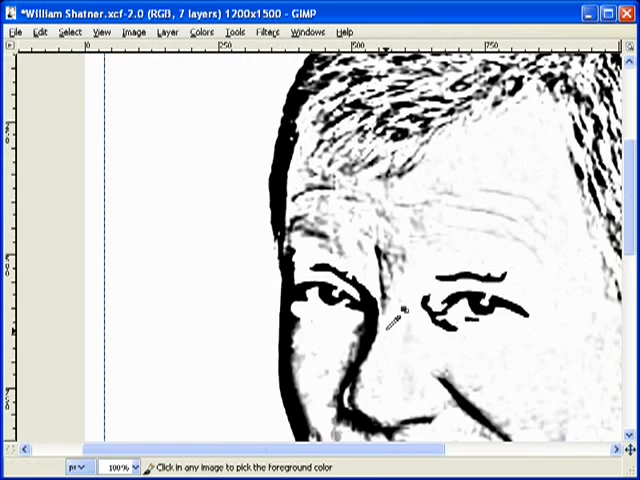 *William Shatner.xcf-2.0 (RGB, 7 layers) 1200x1500 – GIMP
File Edit Select View Image Layer Colors Tools Filters Windows Help
0 250 500 750
px 100% Click in any image to pick the foreground color